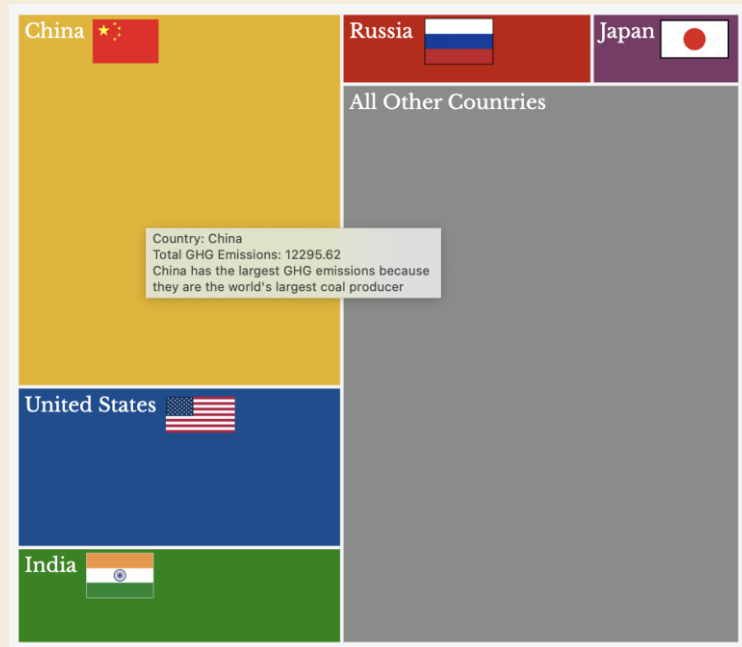 China
Russia
Japan
All Other Countries
Country: China
Total GHG Emissions: 12295.62
China has the largest GHG emissions because
they are the world's largest coal producer
United States
India